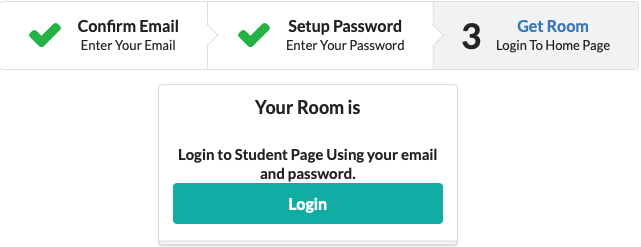 Confirm Email
Enter Your Email
Setup Password
Enter Your Password
3
Get Room
Login To Home Page
Your Room is
Login to Student Page Using your email
and password.
Login